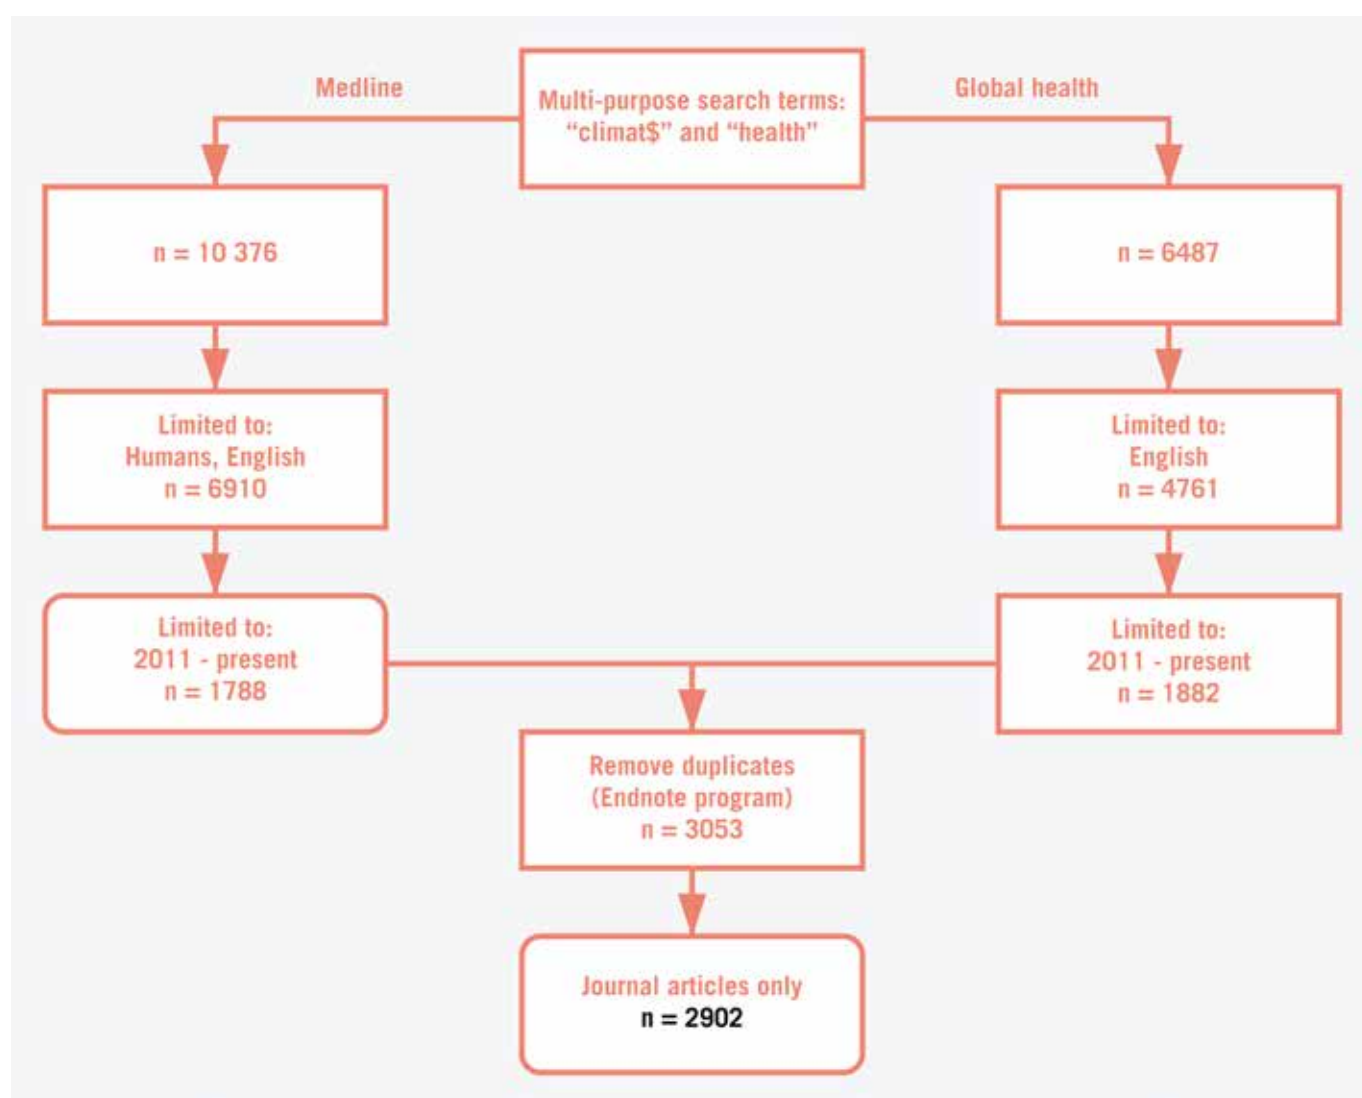 Medline
Multi-purpose search terms:
“climat$” and “health”
Global health
n = 10 376
n = 6487
Limited to:
Humans, English
n = 6910
Limited to:
English
n = 4761
Limited to:
2011 - present
n = 1788
Limited to:
2011 - present
n = 1882
Remove duplicates
(Endnote program)
n = 3053
Journal articles only
n = 2902